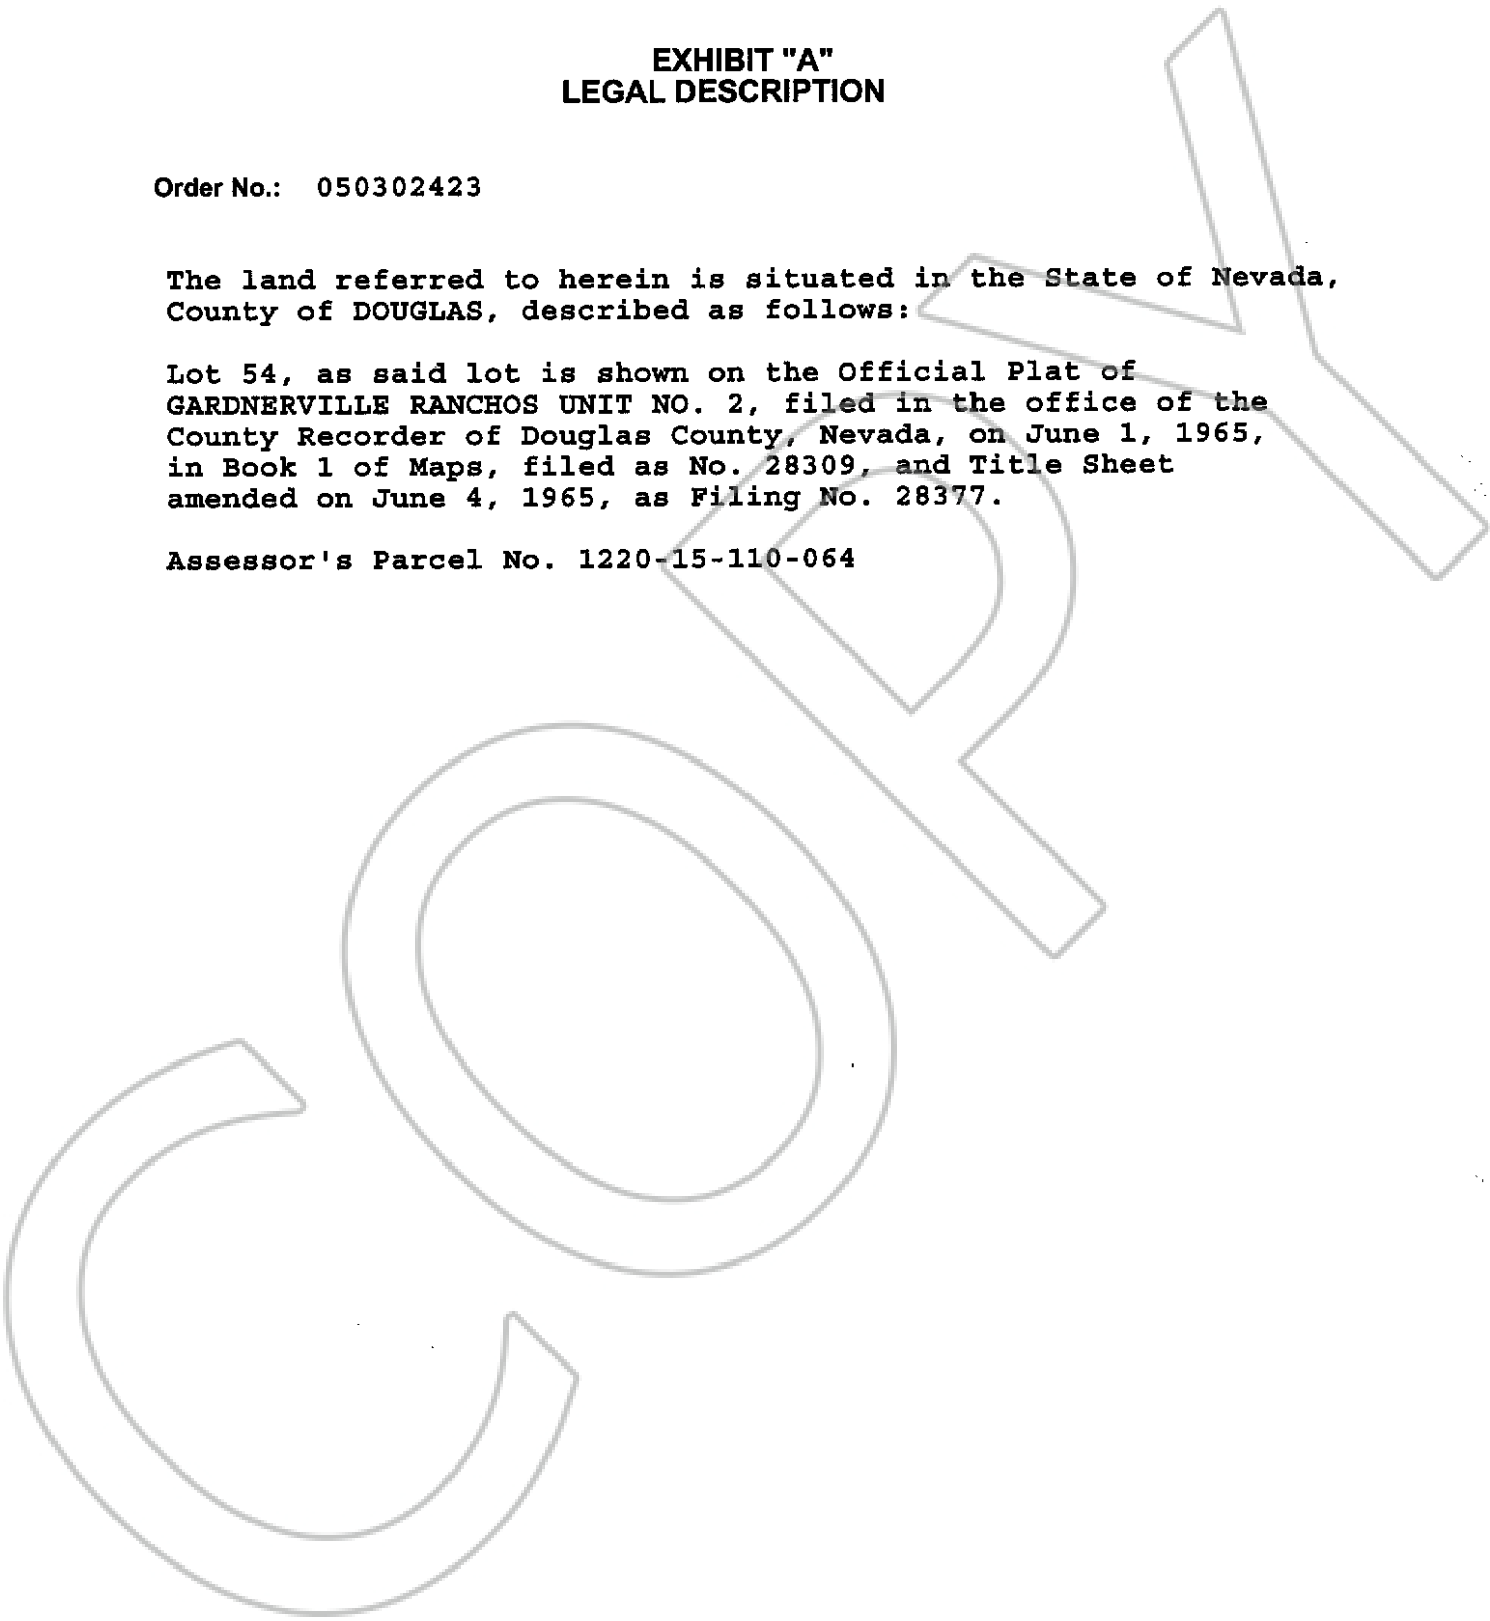 EXHIBIT "A"
LEGAL DESCRIPTION
Order No.: 050302423
The land referred to herein is situated in the State of Nevada,
County of DOUGLAS, described as follows:
Lot 54, as said lot is shown on the Official Plat of
GARDNERVILLE RANCHOS UNIT NO. 2, filed in the office of the
County Recorder of Douglas County, Nevada, on June 1, 1965,
in Book 1 of Maps, filed as No. 28309, and Title Sheet
amended on June 4, 1965, as Filing No. 28377.
Assessor's Parcel No. 1220-15-110-064
COPY